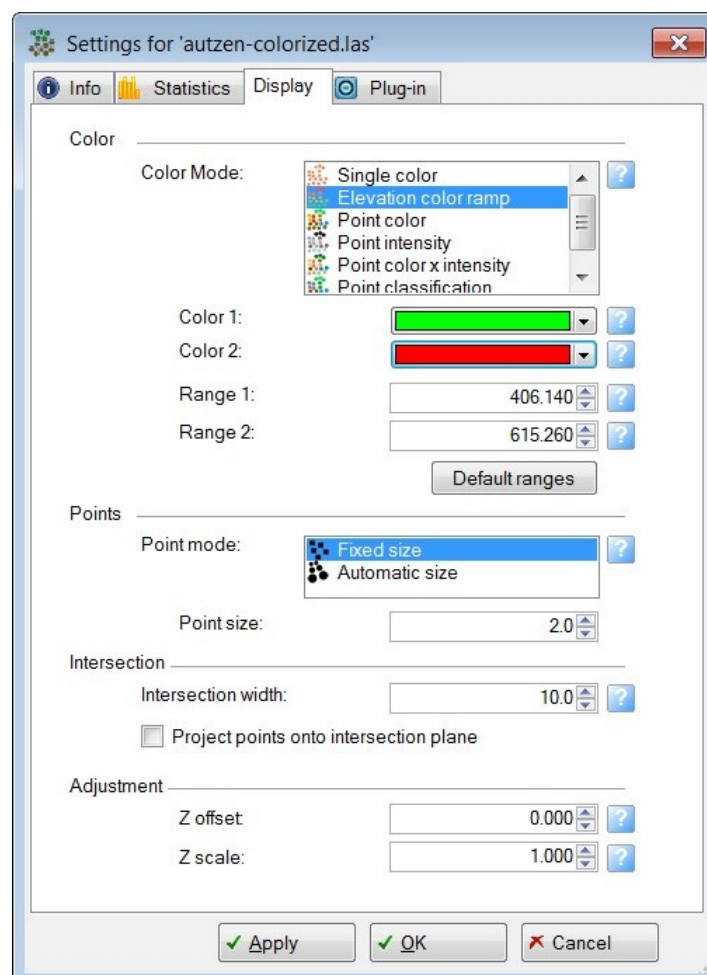 Settings for 'autzen-colorized.las'
Info Statistics Display Plug-in
Color
Color Mode:
Single color
Elevation color ramp
Point color
Point intensity
Point color x intensity
Point classification
Color 1:
Color 2:
Range 1: 406.140
Range 2: 615.260
Default ranges
Points
Point mode:
Fixed size
Automatic size
Point size: 2.0
Intersection
Intersection width: 10.0
Project points onto intersection plane
Adjustment
Z offset: 0.000
Z scale: 1.000
Apply OK Cancel